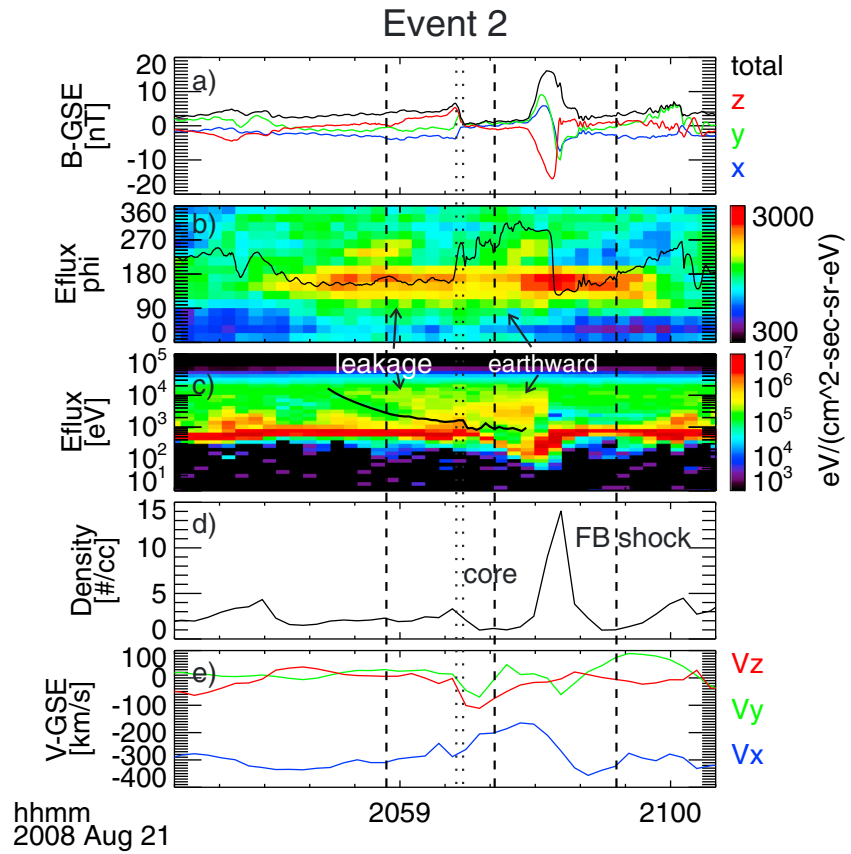 Event 2
a)
B-GSE
[nT]
20
10
0
-10
-20
total
z
y
x
b)
Eflux
phi
360
270
180
90
0
3000
300
leakage
earthward
c)
Eflux
[eV]
10^5
10^4
10^3
10^2
10^1
10^7
10^6
10^5
10^4
10^3
eV/(cm^2-sec-sr-eV)
d)
Density
[#/cc]
15
10
5
0
core
FB shock
e)
V-GSE
[km/s]
100
0
-100
-200
-300
-400
Vz
Vy
Vx
hhmm
2059
2100
2008 Aug 21